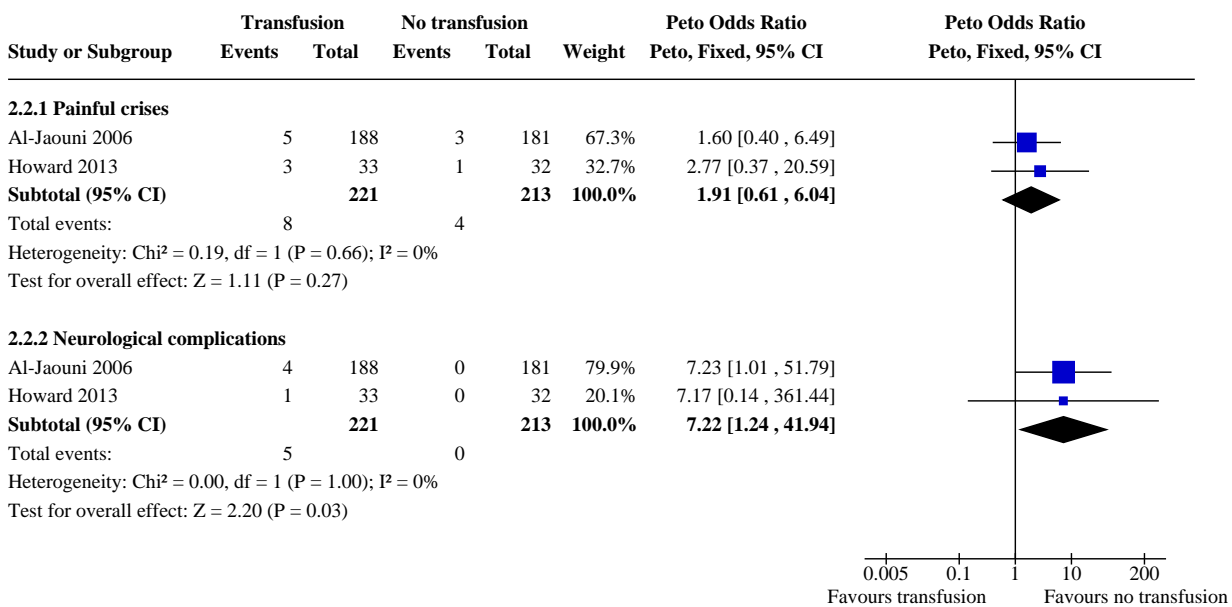 Transfusion No transfusion Peto Odds Ratio Peto Odds Ratio
Study or Subgroup Events Total Events Total Weight Peto, Fixed, 95% CI Peto, Fixed, 95% CI
2.2.1 Painful crises
Al-Jaouni 2006 5 188 3 181 67.3% 1.60 [0.40 , 6.49]
Howard 2013 3 33 1 32 32.7% 2.77 [0.37 , 20.59]
Subtotal (95% CI) 221 213 100.0% 1.91 [0.61 , 6.04]
Total events: 8 4
Heterogeneity: Chi² = 0.19, df = 1 (P = 0.66); I² = 0%
Test for overall effect: Z = 1.11 (P = 0.27)
2.2.2 Neurological complications
Al-Jaouni 2006 4 188 0 181 79.9% 7.23 [1.01 , 51.79]
Howard 2013 1 33 0 32 20.1% 7.17 [0.14 , 361.44]
Subtotal (95% CI) 221 213 100.0% 7.22 [1.24 , 41.94]
Total events: 5 0
Heterogeneity: Chi² = 0.00, df = 1 (P = 1.00); I² = 0%
Test for overall effect: Z = 2.20 (P = 0.03)
0.005 0.1 1 10 200
Favours transfusion Favours no transfusion